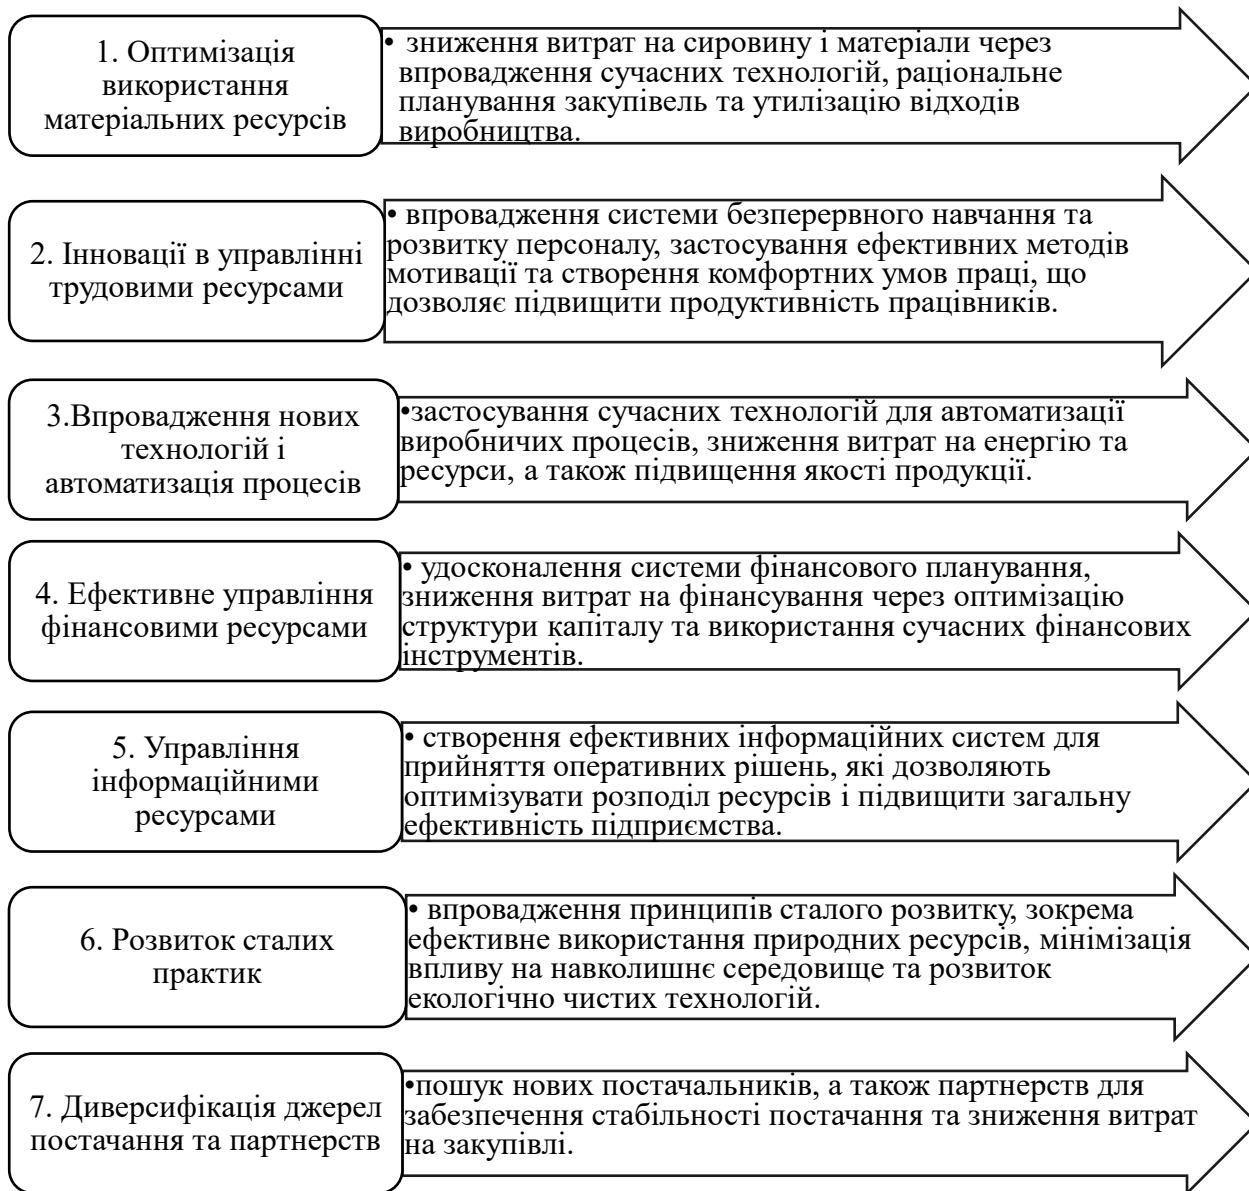 1. Оптимізація
використання
матеріальних ресурсів
• зниження витрат на сировину і матеріали через
впровадження сучасних технологій, раціональне
планування закупівель та утилізацію відходів
виробництва.
2. Інновації в управлінні
трудовими ресурсами
• впровадження системи безперервного навчання та
розвитку персоналу, застосування ефективних методів
мотивації та створення комфортних умов праці, що
дозволяє підвищити продуктивність працівників.
3.Впровадження нових
технологій і
автоматизація процесів
•застосування сучасних технологій для автоматизації
виробничих процесів, зниження витрат на енергію та
ресурси, а також підвищення якості продукції.
4. Ефективне управління
фінансовими ресурсами
• удосконалення системи фінансового планування,
зниження витрат на фінансування через оптимізацію
структури капіталу та використання сучасних фінансових
інструментів.
5. Управління
інформаційними
ресурсами
• створення ефективних інформаційних систем для
прийняття оперативних рішень, які дозволяють
оптимізувати розподіл ресурсів і підвищити загальну
ефективність підприємства.
6. Розвиток сталих
практик
• впровадження принципів сталого розвитку, зокрема
ефективне використання природних ресурсів, мінімізація
впливу на навколишнє середовище та розвиток
екологічно чистих технологій.
7. Диверсифікація джерел
постачання та партнерств
•пошук нових постачальників, а також партнерств для
забезпечення стабільності постачання та зниження витрат
на закупівлі.